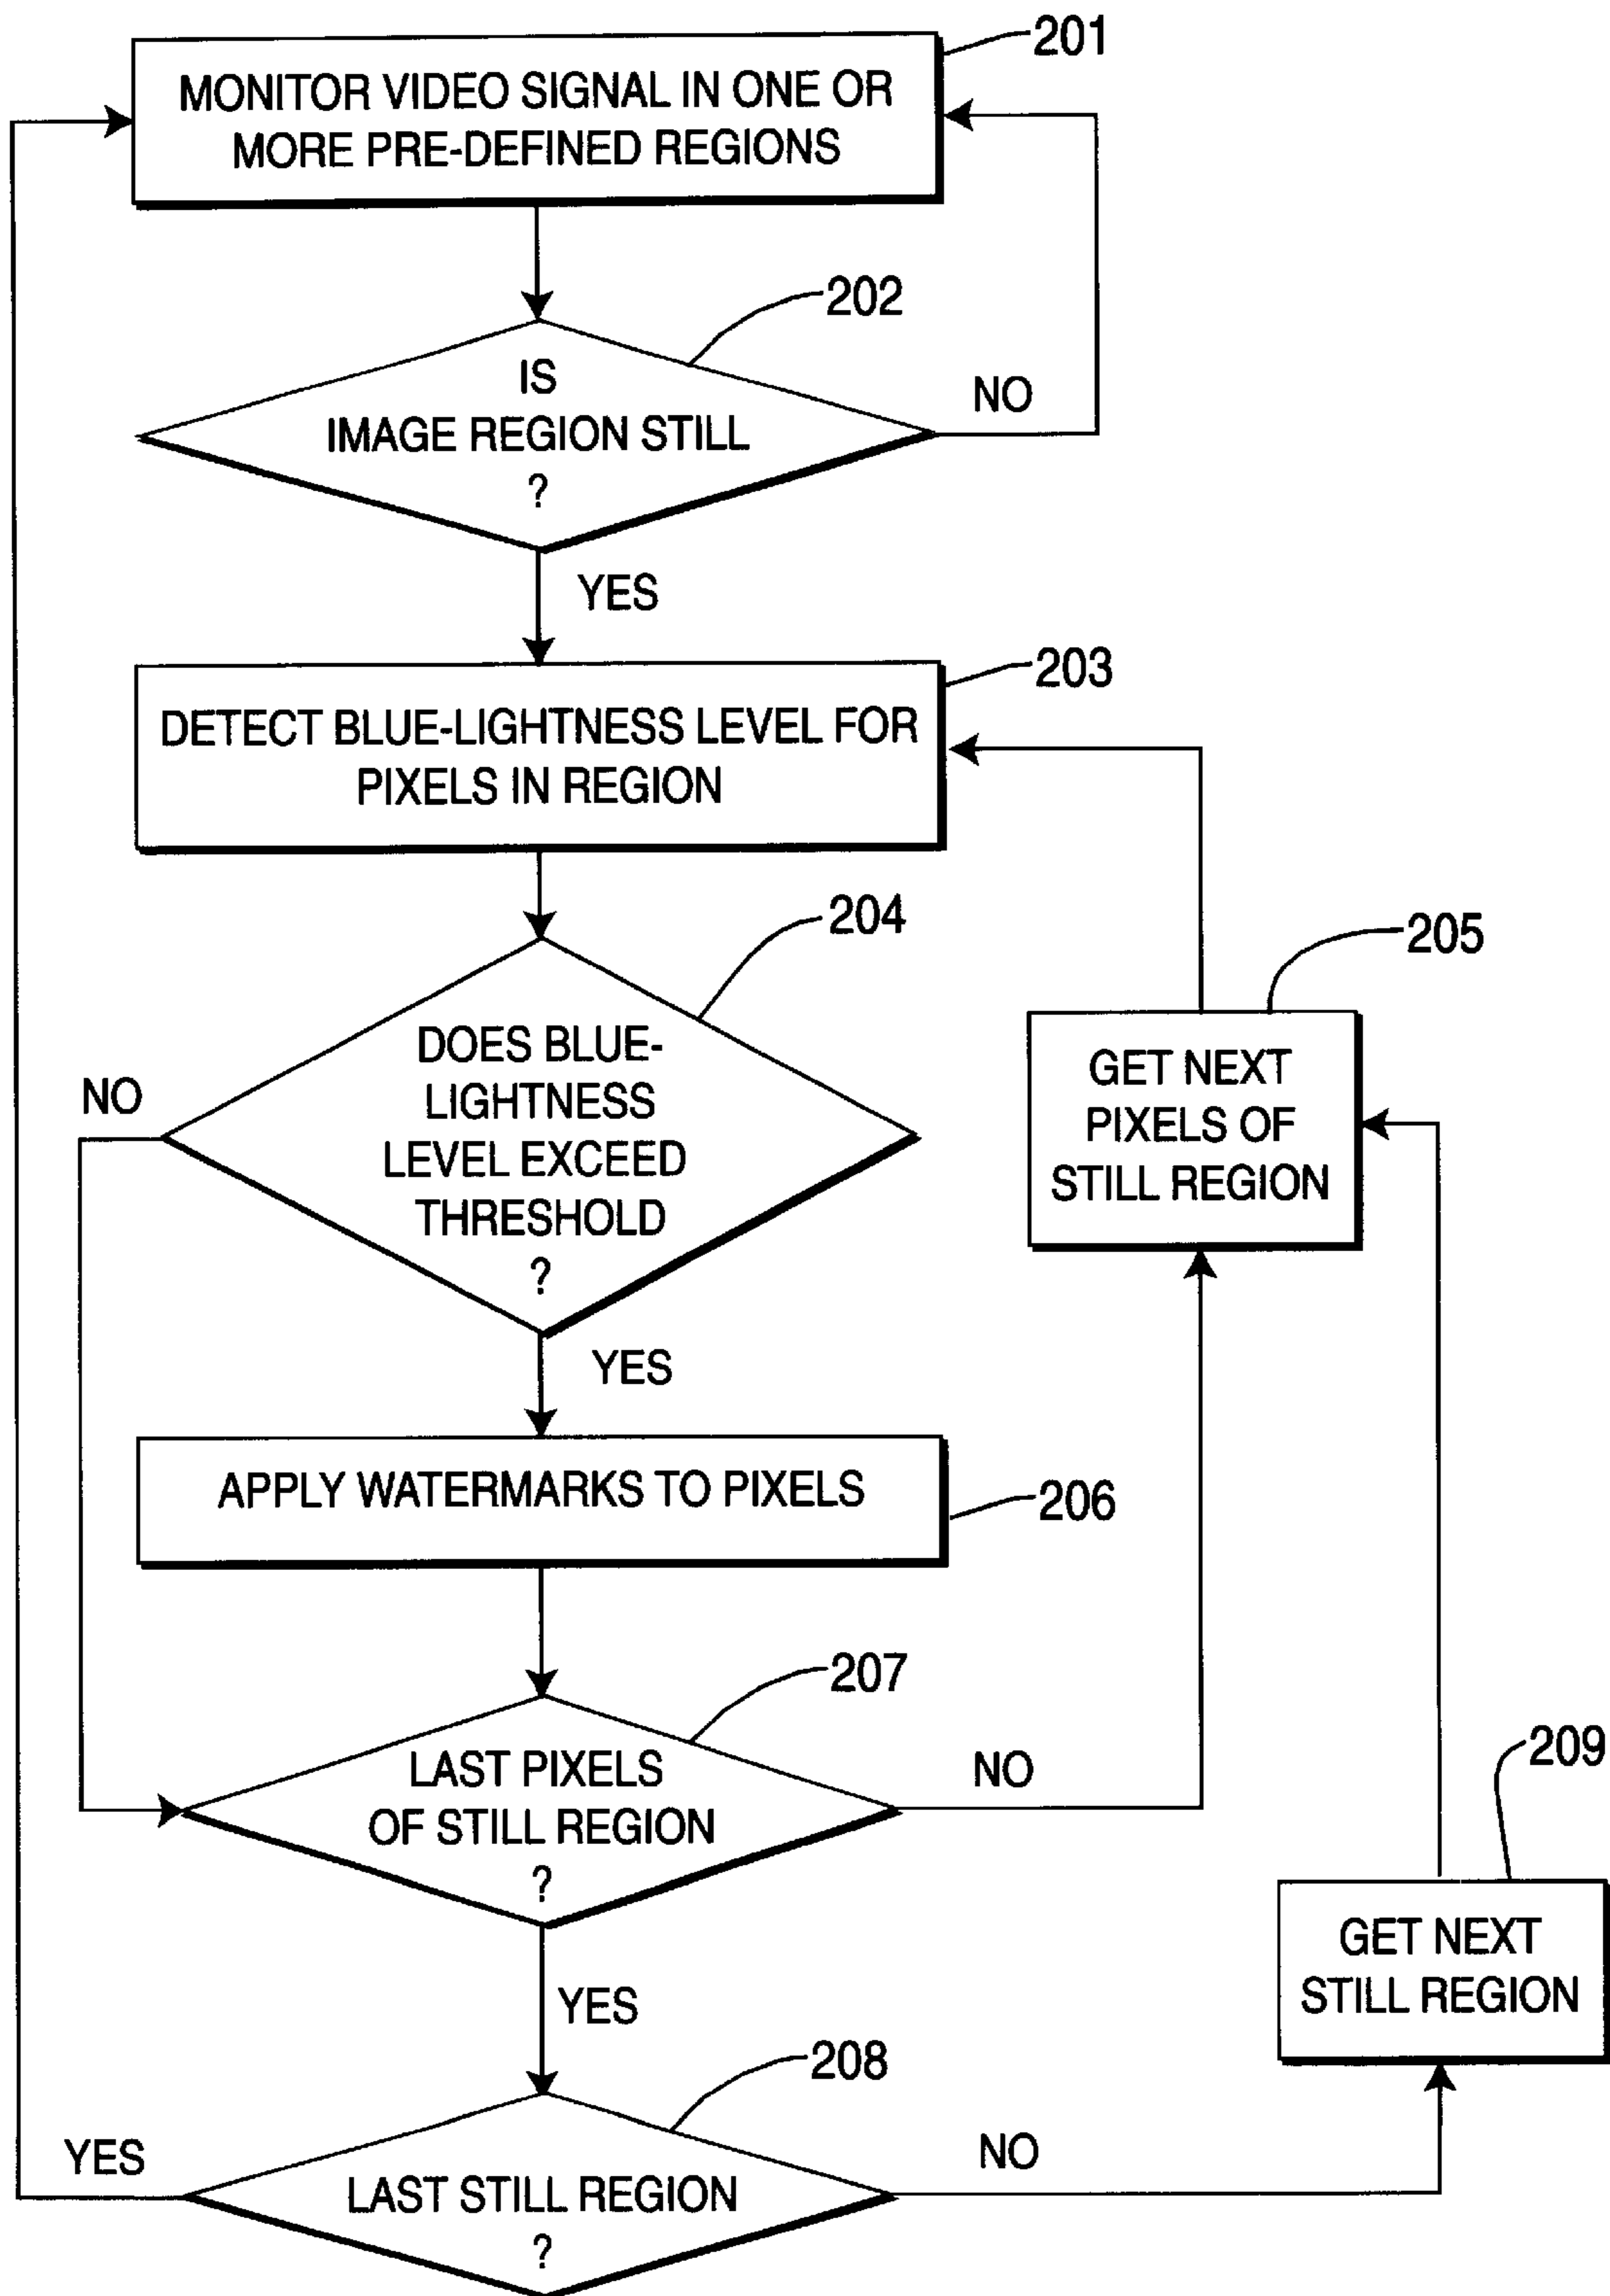 201
MONITOR VIDEO SIGNAL IN ONE OR
MORE PRE-DEFINED REGIONS
202
IS
IMAGE REGION STILL
?
NO
YES
203
DETECT BLUE-LIGHTNESS LEVEL FOR
PIXELS IN REGION
204
DOES BLUE-
LIGHTNESS
LEVEL EXCEED
THRESHOLD
?
NO
YES
205
GET NEXT
PIXELS OF
STILL REGION
APPLY WATERMARKS TO PIXELS
206
207
LAST PIXELS
OF STILL REGION
?
NO
YES
209
GET NEXT
STILL REGION
208
LAST STILL REGION
?
YES
NO